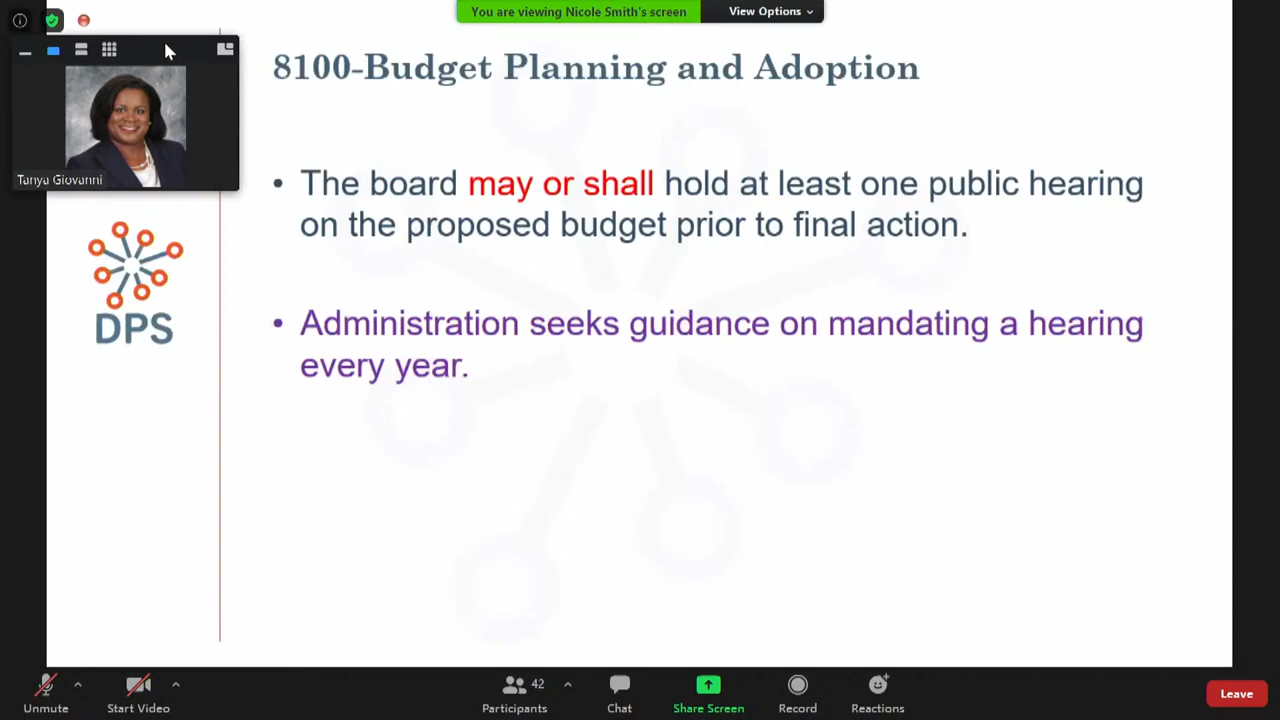 You are viewing Nicole Smith's screen
View Options
8100-Budget Planning and Adoption
Tanya Giovanni
• The board may or shall hold at least one public hearing
on the proposed budget prior to final action.
DPS
• Administration seeks guidance on mandating a hearing
every year.
Unmute
Start Video
42
Participants
Chat
Share Screen
Record
Reactions
Leave